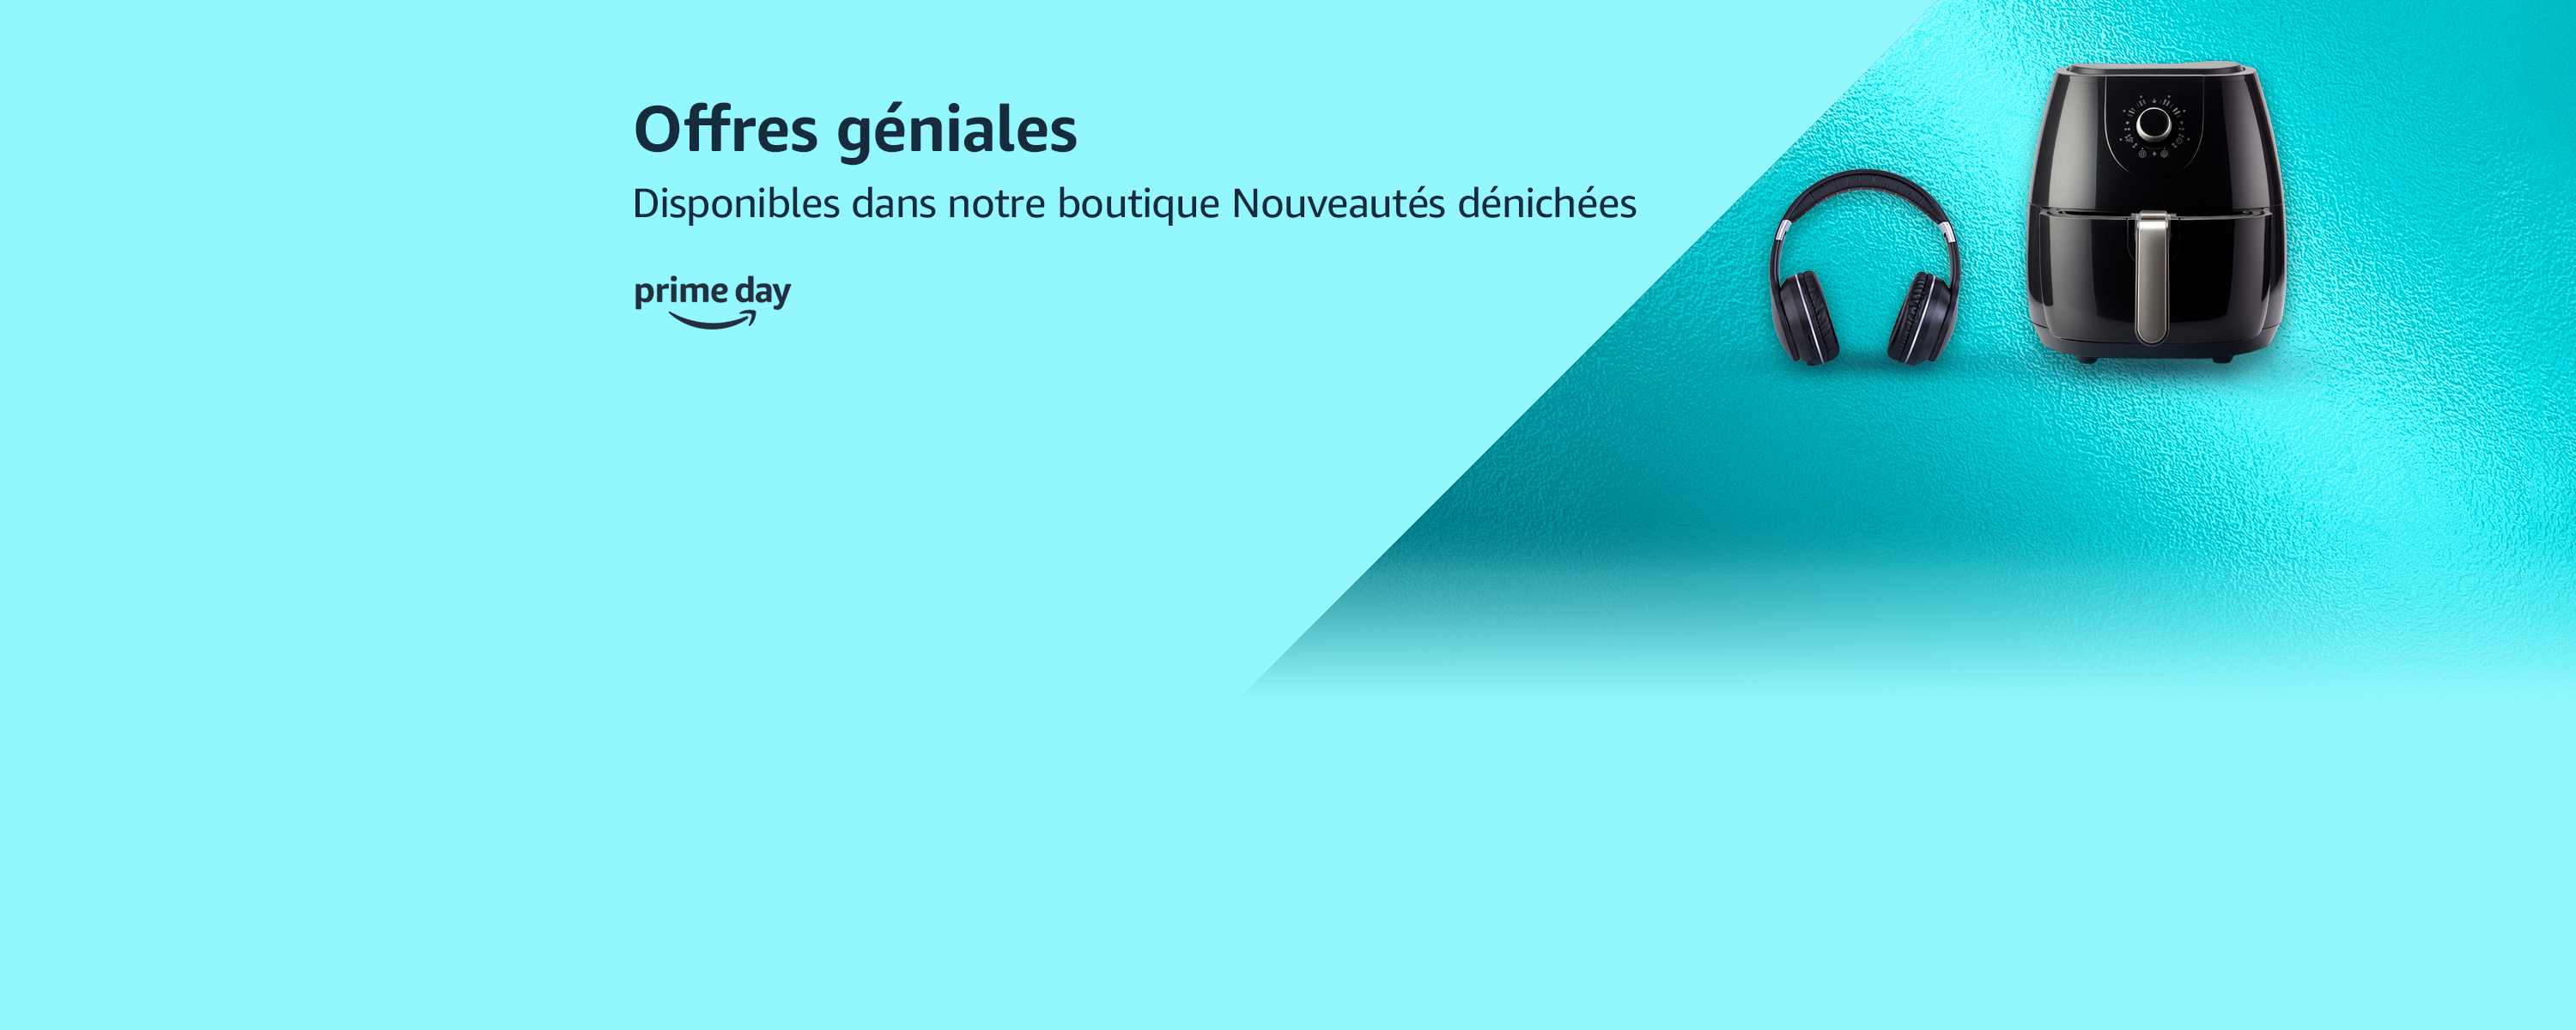 Offres géniales
Disponibles dans notre boutique Nouveautés dénichées
prime day